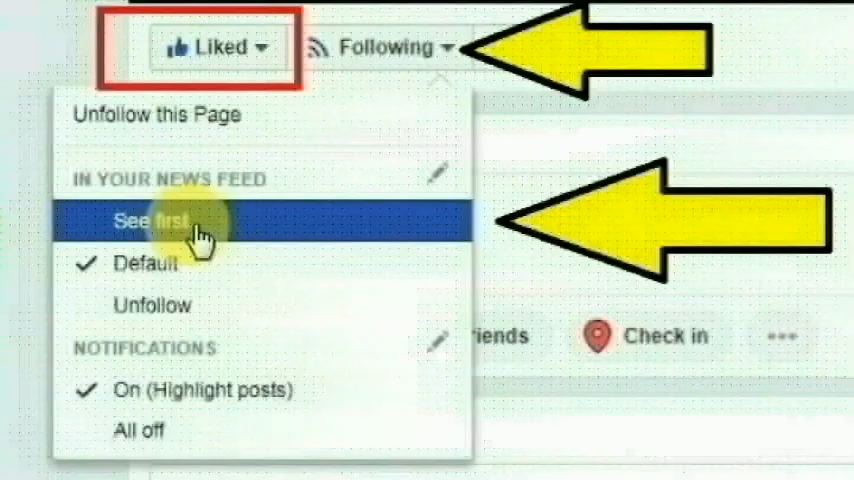 Liked Following
Unfollow this Page
IN YOUR NEWS FEED
See first
Default
Unfollow
riends Check in
NOTIFICATIONS
On (Highlight posts)
All off